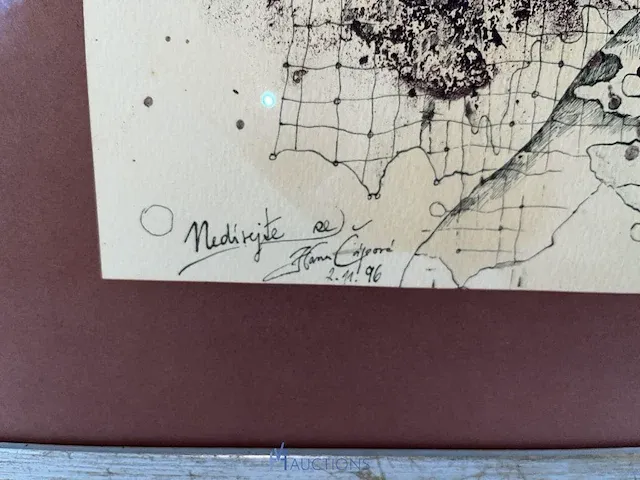 Nedívejte se
Hana Čápová
2.11.96
AUCTIONS